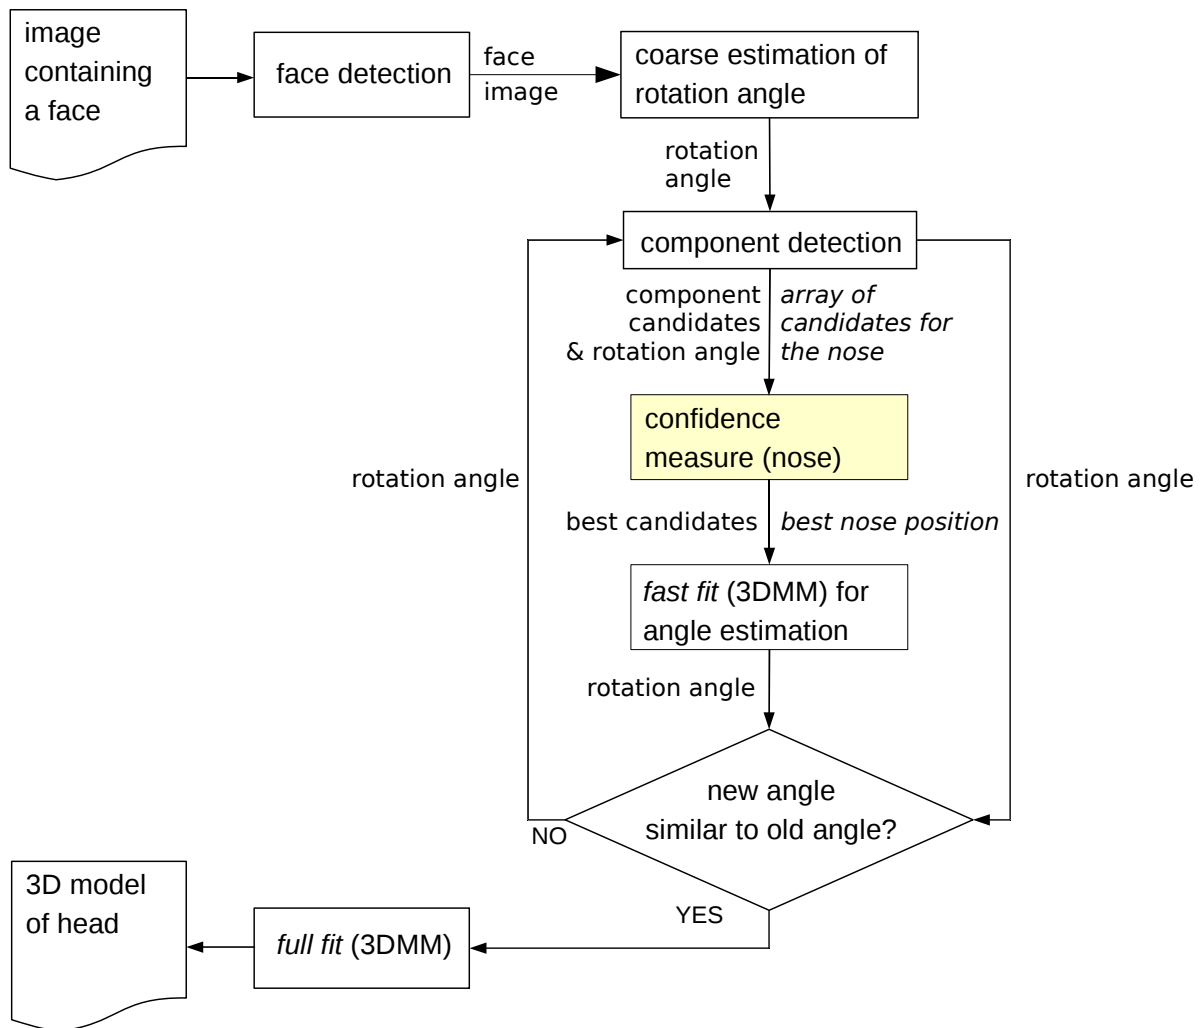 image
containing
a face
face detection
face
image
coarse estimation of
rotation angle
rotation
angle
component detection
component
candidates
& rotation angle
array of
candidates for
the nose
confidence
measure (nose)
rotation angle
rotation angle
best candidates
best nose position
fast fit (3DMM) for
angle estimation
rotation angle
new angle
similar to old angle?
NO
YES
3D model
of head
full fit (3DMM)